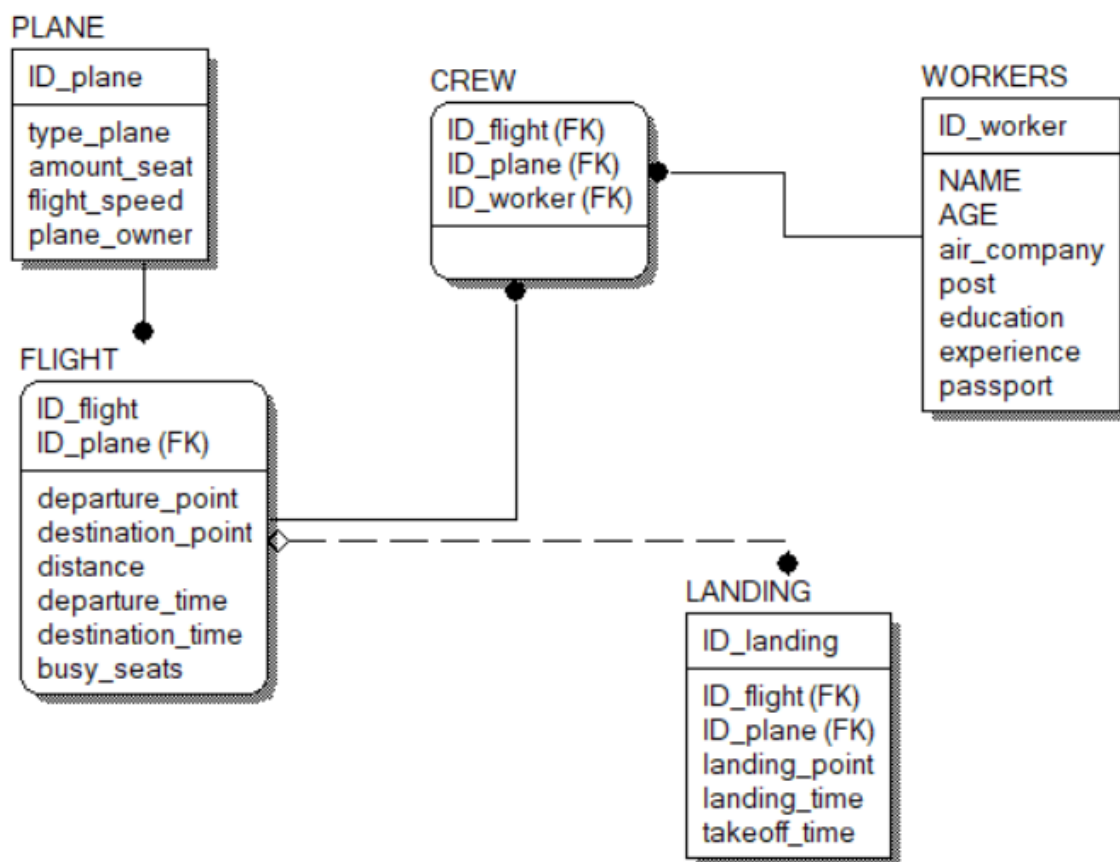 PLANE
ID_plane
type_plane
amount_seat
flight_speed
plane_owner
CREW
ID_flight (FK)
ID_plane (FK)
ID_worker (FK)
WORKERS
ID_worker
NAME
AGE
air_company
post
education
experience
passport
FLIGHT
ID_flight
ID_plane (FK)
departure_point
destination_point
distance
departure_time
destination_time
busy_seats
LANDING
ID_landing
ID_flight (FK)
ID_plane (FK)
landing_point
landing_time
takeoff_time